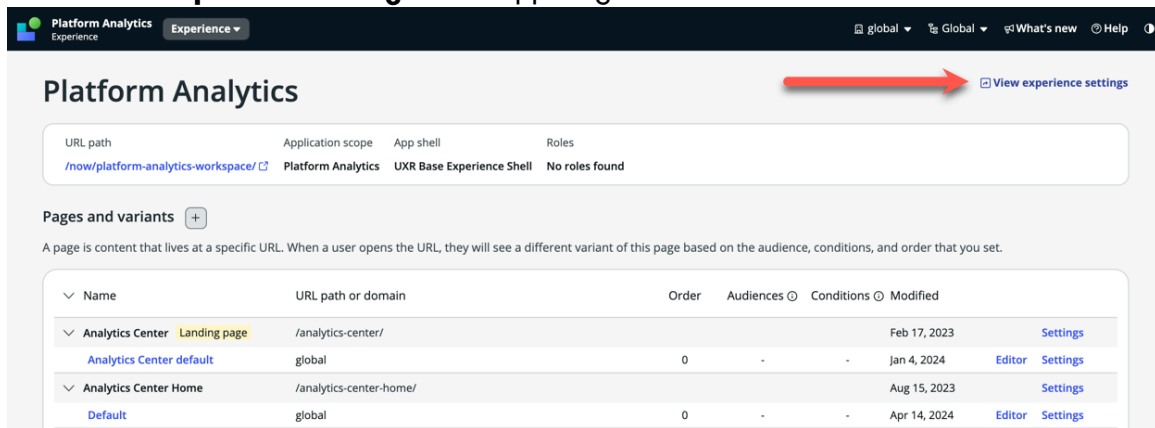 Platform Analytics
Experience
Experience
global
Global
What's new
Help
Platform Analytics
View experience settings
URL path Application scope App shell Roles
/now/platform-analytics-workspace/ Platform Analytics UXR Base Experience Shell No roles found
Pages and variants +
A page is content that lives at a specific URL. When a user opens the URL, they will see a different variant of this page based on the audience, conditions, and order that you set.
Name URL path or domain Order Audiences Conditions Modified
Analytics Center Landing page /analytics-center/ Feb 17, 2023 Settings
Analytics Center default global 0 - - Jan 4, 2024 Editor Settings
Analytics Center Home /analytics-center-home/ Aug 15, 2023 Settings
Default global 0 - - Apr 14, 2024 Editor Settings